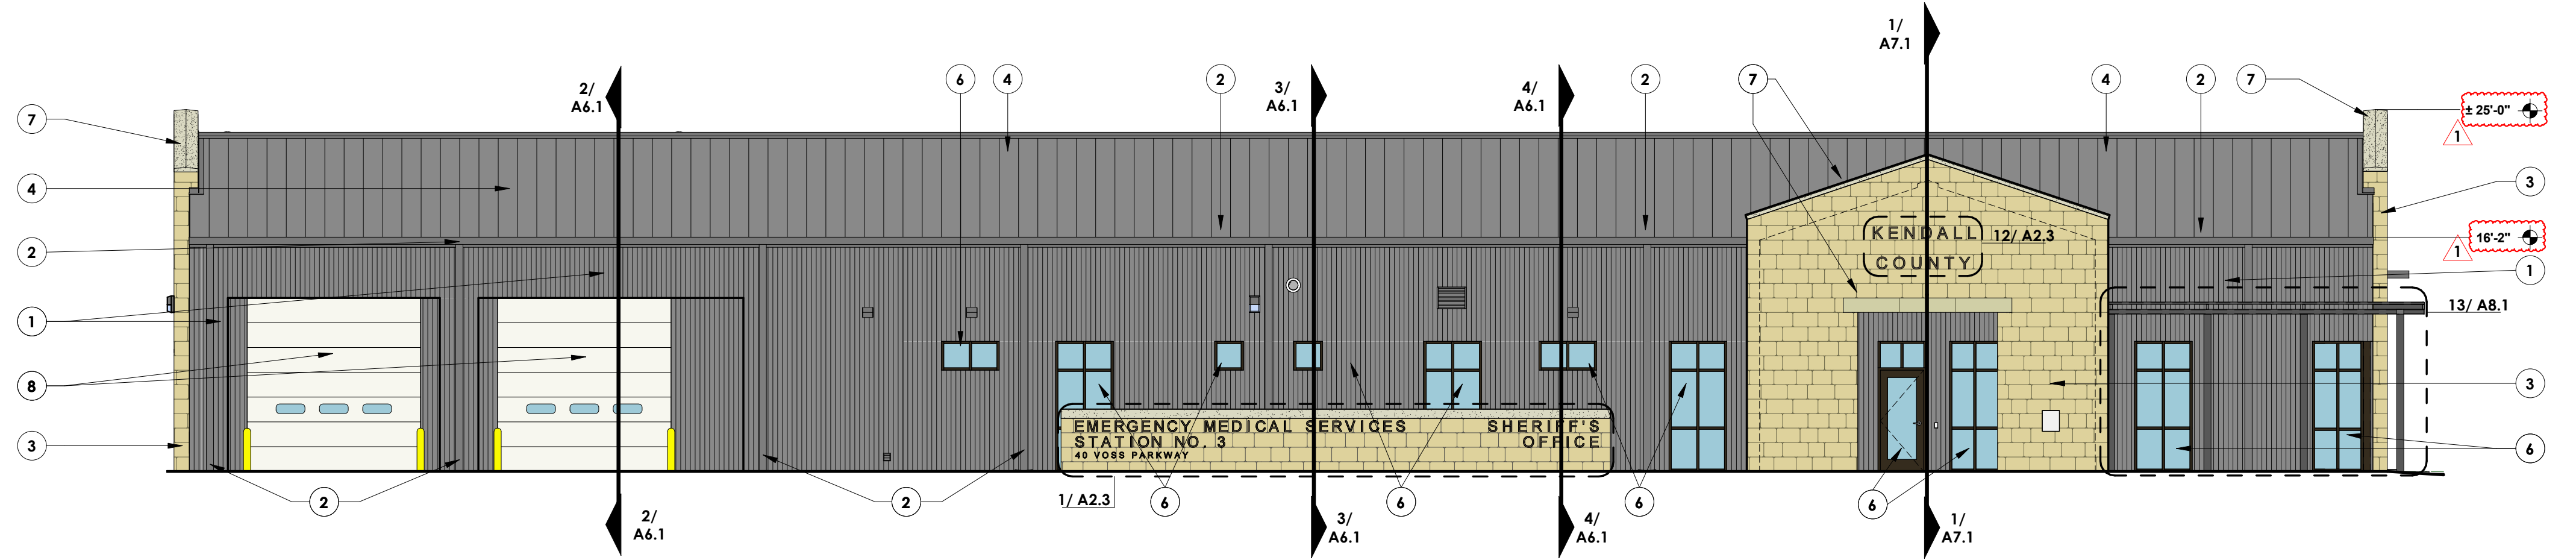 1/
A7.1
2/
A6.1
6
4
2
3/
A6.1
4/
A6.1
2
7
4
2
7
± 25'-0"
1
7
4
3
2
KENDALL
COUNTY
12/ A2.3
16'-2"
1
1
1
13/ A8.1
8
3
3
EMERGENCY MEDICAL SERVICES
STATION NO. 3
40 VOSS PARKWAY
SHERIFF'S
OFFICE
6
2
2
1/ A2.3
6
6
6
6
2/
A6.1
3/
A6.1
4/
A6.1
1/
A7.1